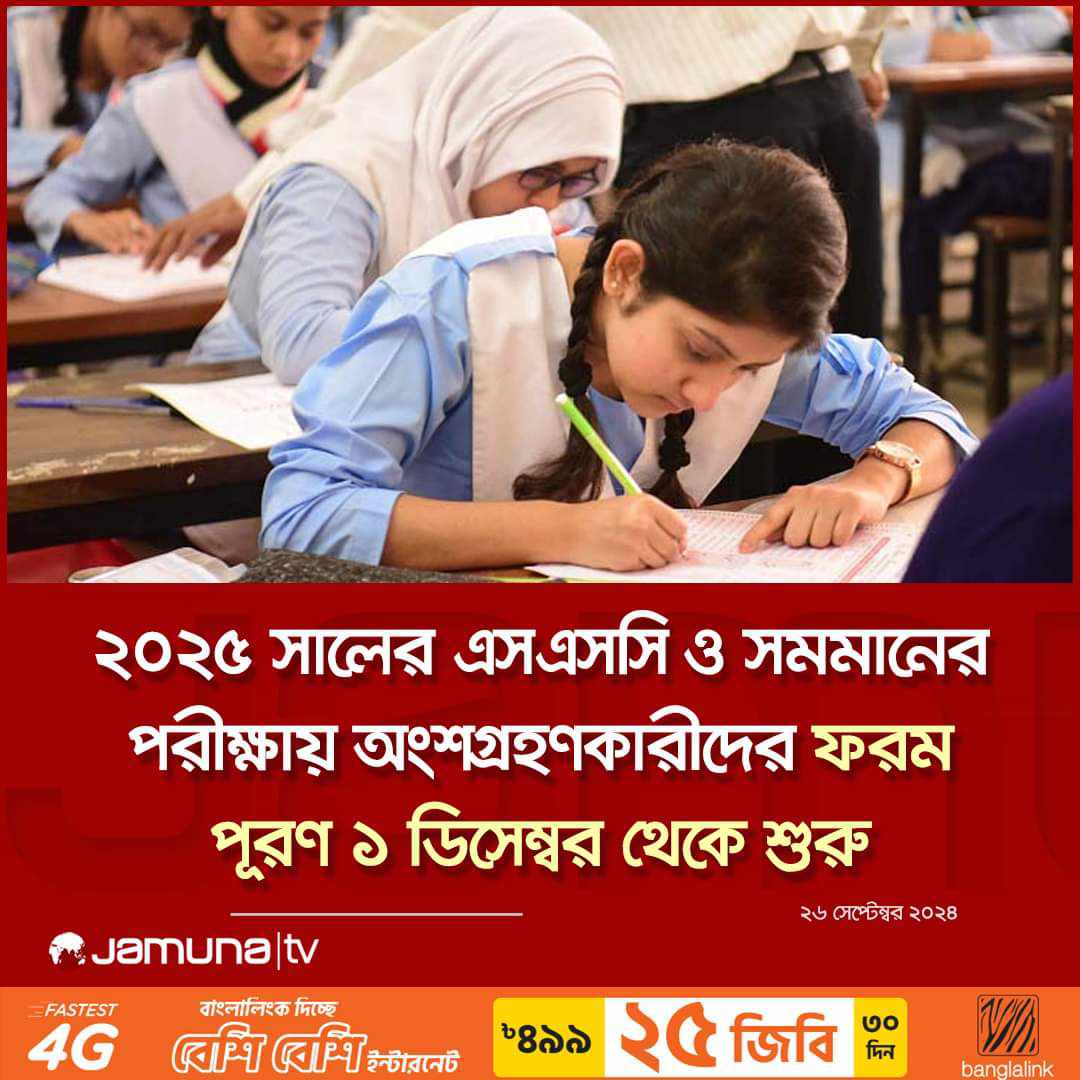 ২০২৫ সালের এসএসসি ও সমমানের
পরীক্ষায় অংশগ্রহণকারীদের ফরম
পূরণ ১ ডিসেম্বর থেকে শুরু
২৬ সেপ্টেম্বর ২০২৪
Jamuna|tv
FASTEST
4G
বাংলালিংক দিচ্ছে
বেশি বেশি ইন্টারনেট
৳৪৯৯
২৫ জিবি
৩০
দিন
banglalink